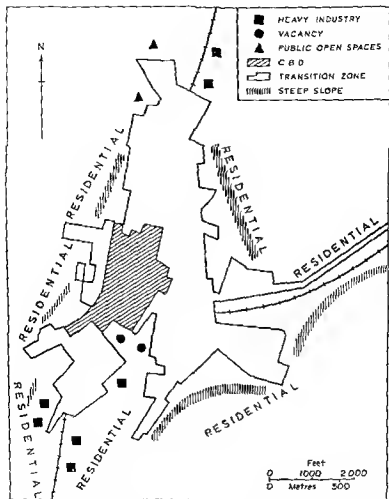 HEAVY INDUSTRY
VACANCY
PUBLIC OPEN SPACES
C B D
TRANSITION ZONE
STEEP SLOPE
N
RESIDENTIAL
RESIDENTIAL
RESIDENTIAL
RESIDENTIAL
RESIDENTIAL
RESIDENTIAL
RESIDENTIAL
Feet
0 1000 2000
0 Metres 500